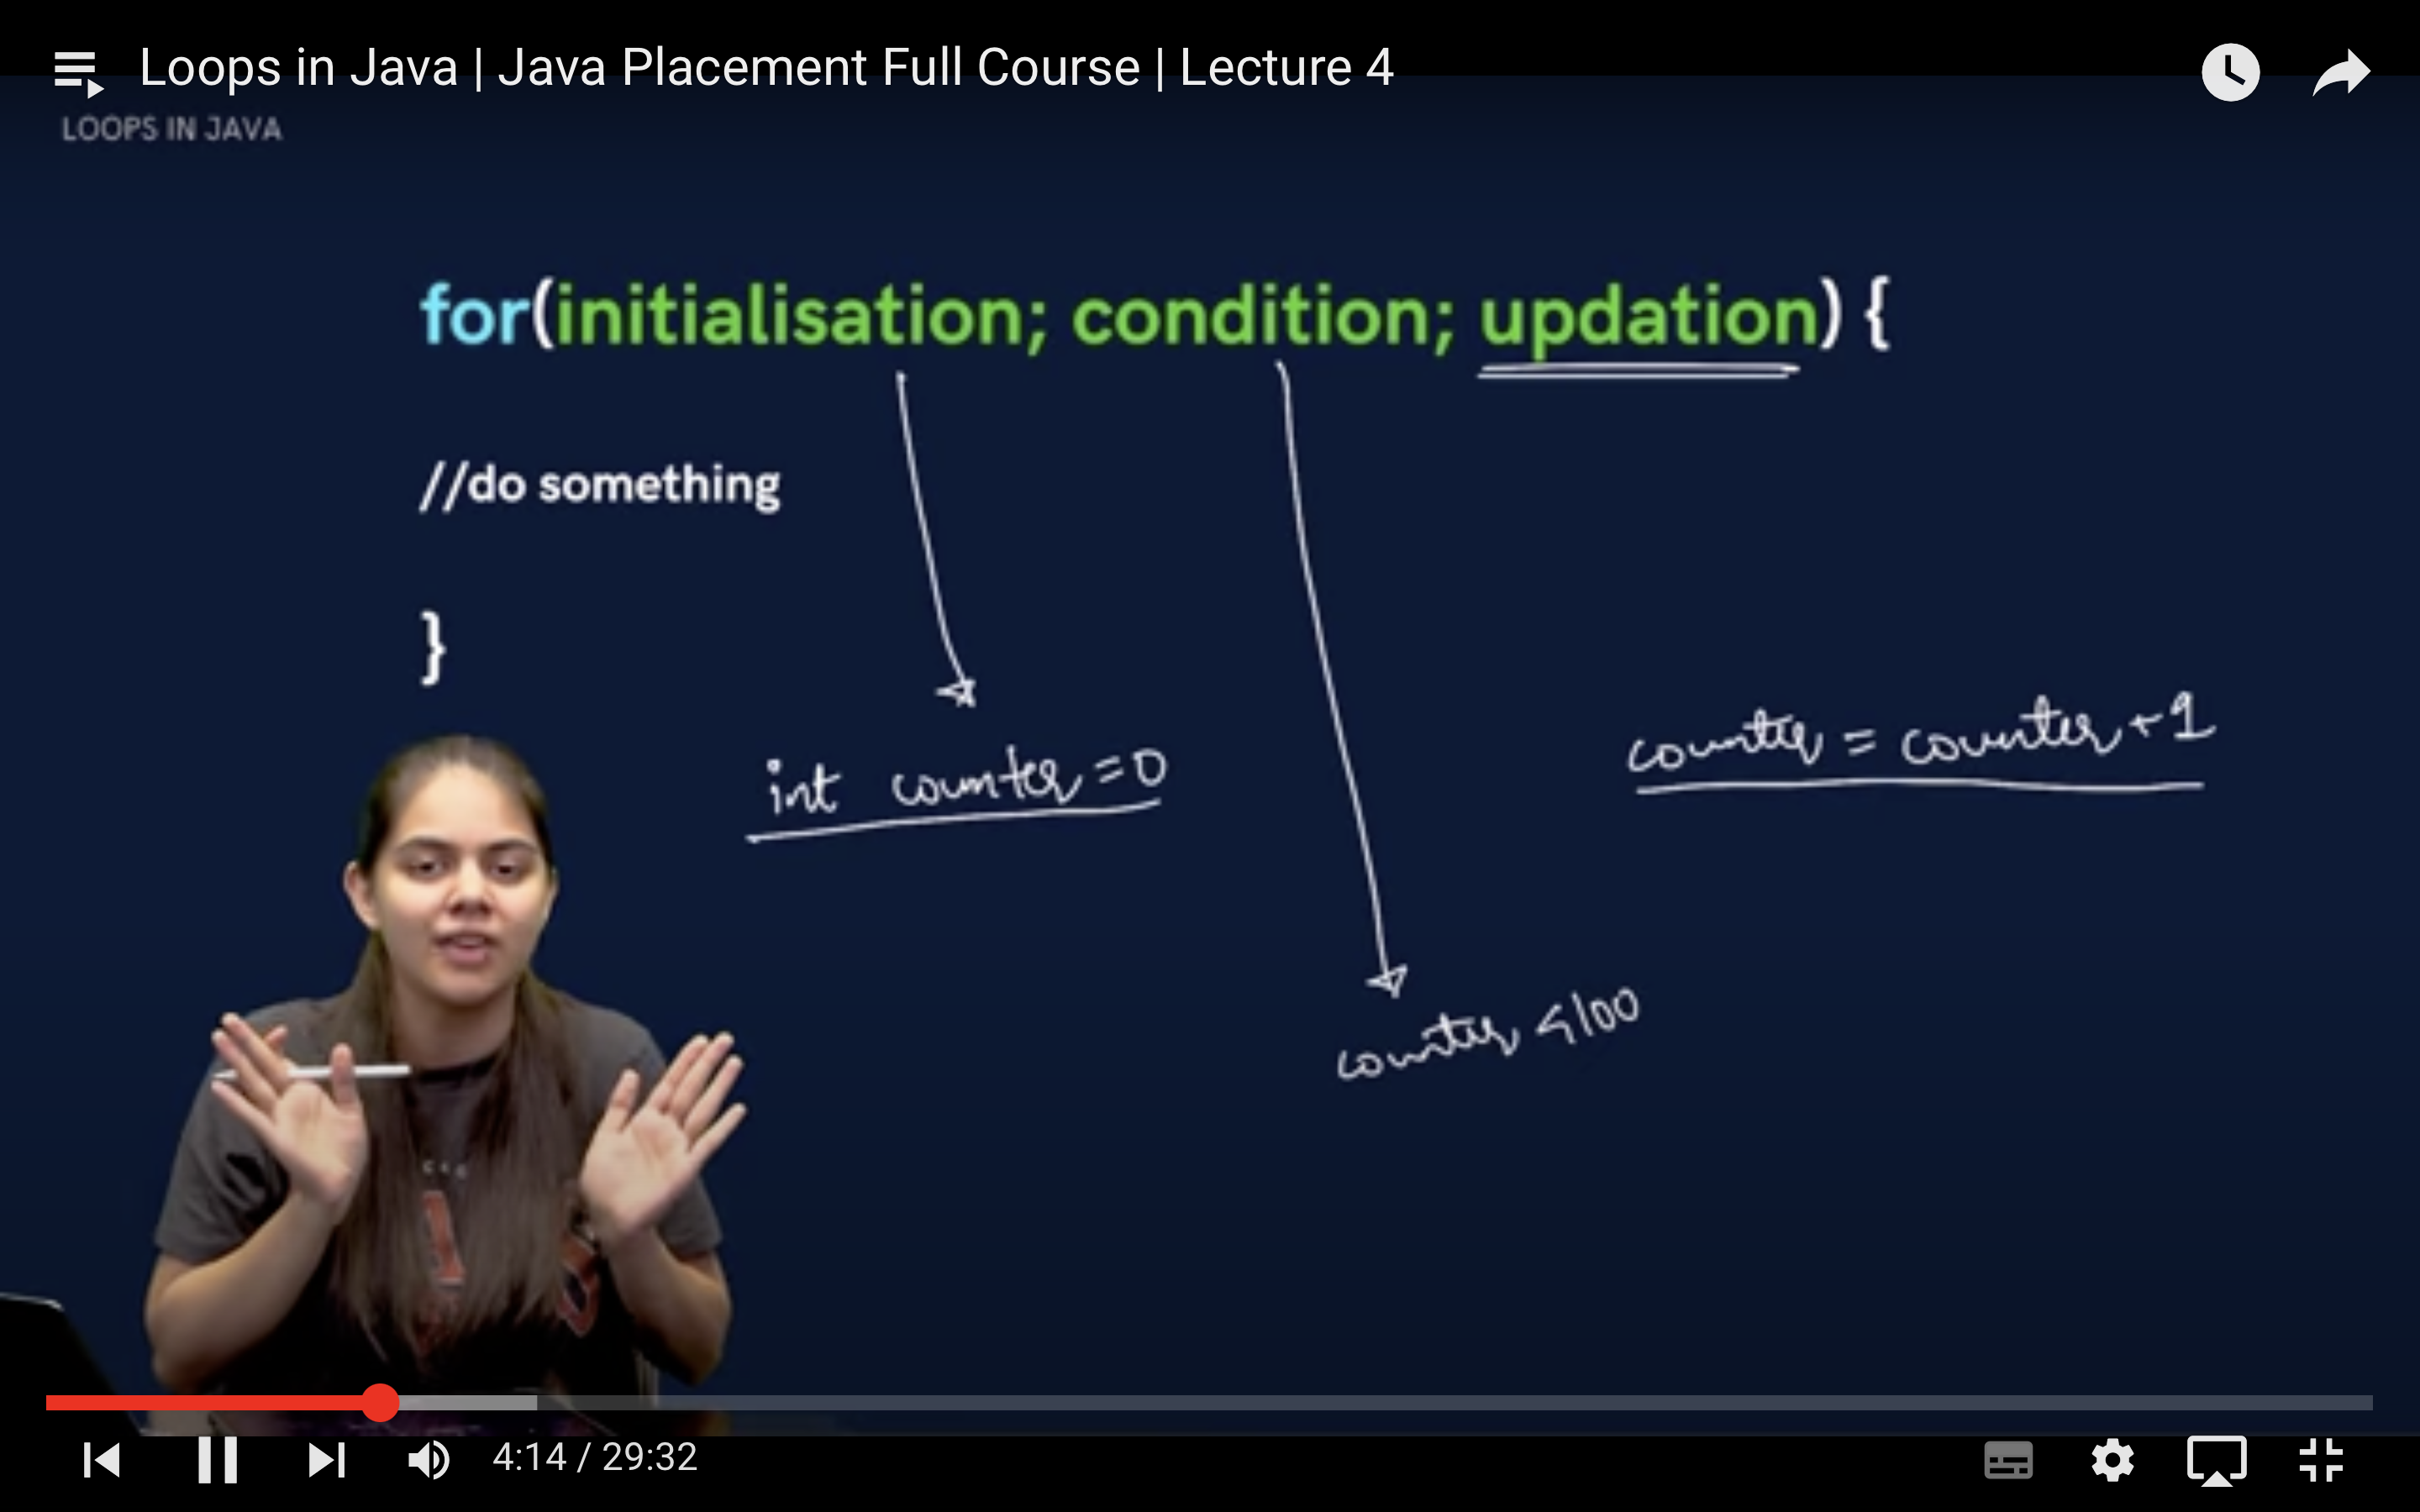 Loops in Java | Java Placement Full Course | Lecture 4
LOOPS IN JAVA
for(initialisation; condition; updation) {
//do something
}
int counter = 0
counter = counter + 1
counter < 100
4:14 / 29:32